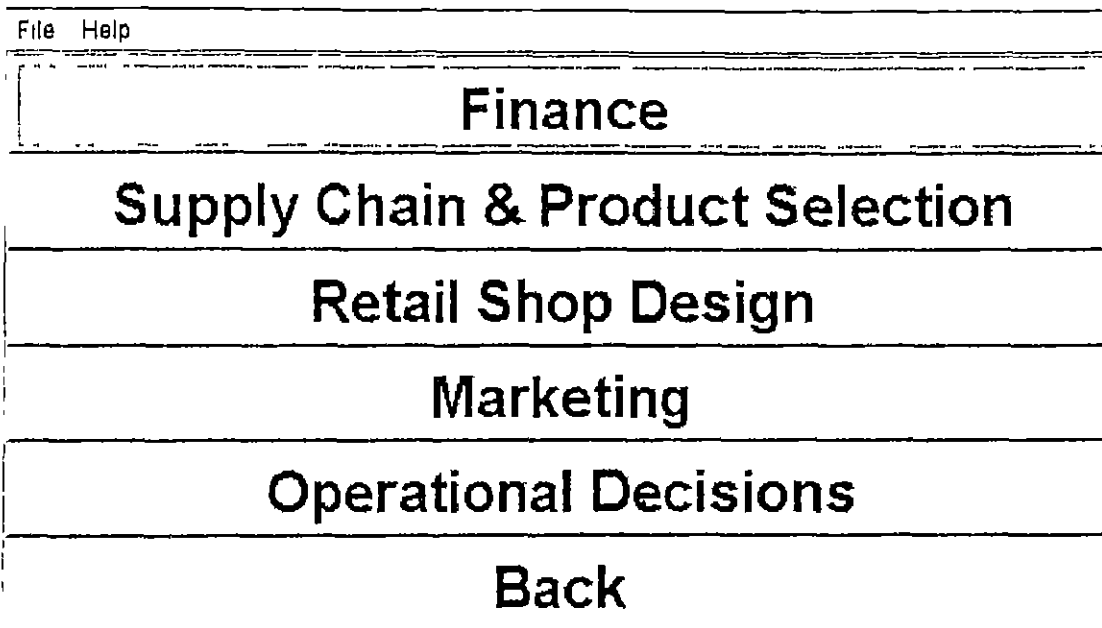 File Help
Finance
Supply Chain & Product Selection
Retail Shop Design
Marketing
Operational Decisions
Back